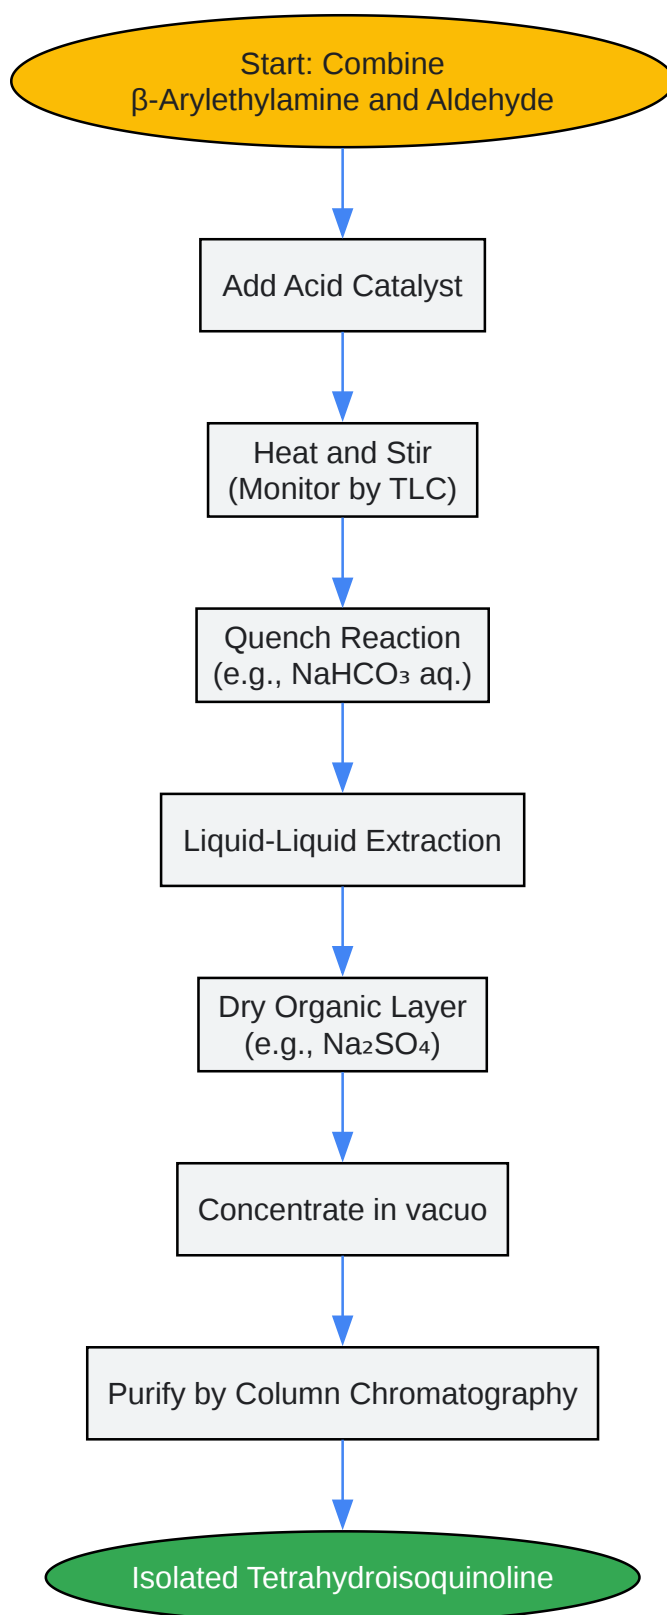 Start: Combine
β-Arylethylamine and Aldehyde
Add Acid Catalyst
Heat and Stir
(Monitor by TLC)
Quench Reaction
(e.g., NaHCO₃ aq.)
Liquid-Liquid Extraction
Dry Organic Layer
(e.g., Na₂SO₄)
Concentrate in vacuo
Purify by Column Chromatography
Isolated Tetrahydroisoquinoline